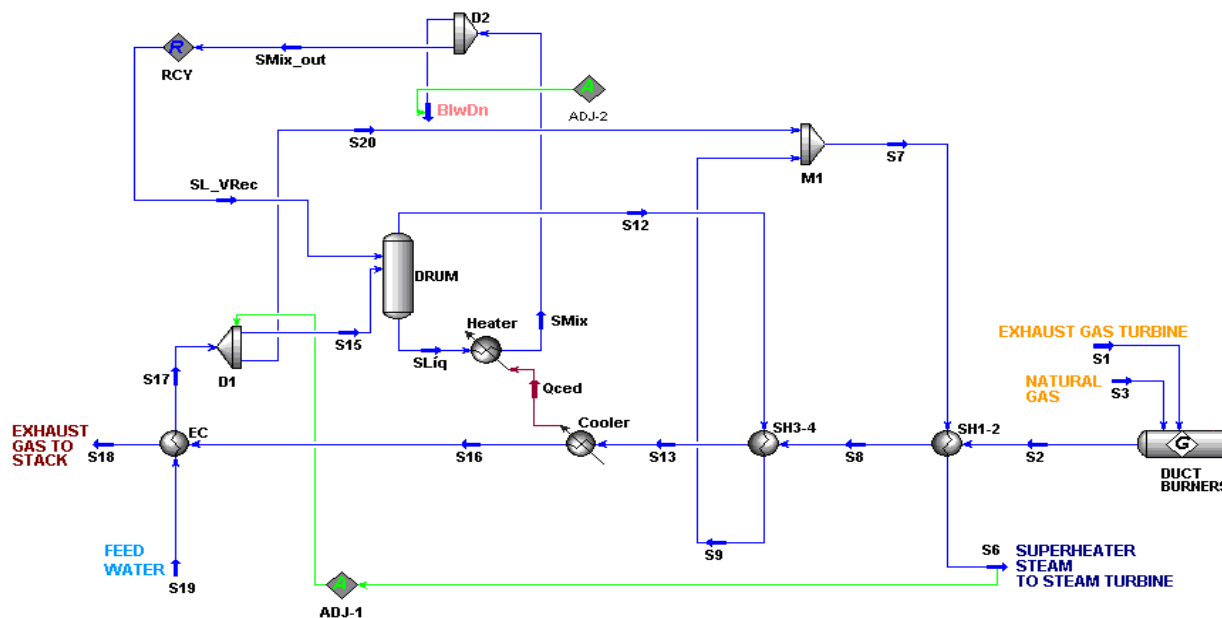 D2
R
SMix_out
RCY
A
BlwDn
ADJ-2
S20
S7
M1
SL_VRec
S12
DRUM
Heater
SMix
EXHAUST GAS TURBINE
S1
S15
SLíq
S17
D1
Qced
NATURAL
GAS
S3
EXHAUST
GAS TO
STACK
EC
Cooler
SH3-4
SH1-2
G
S18
S16
S13
S8
S2
DUCT
BURNERS
FEED
WATER
S9
S6
SUPERHEATER
STEAM
TO STEAM TURBINE
S19
A
ADJ-1